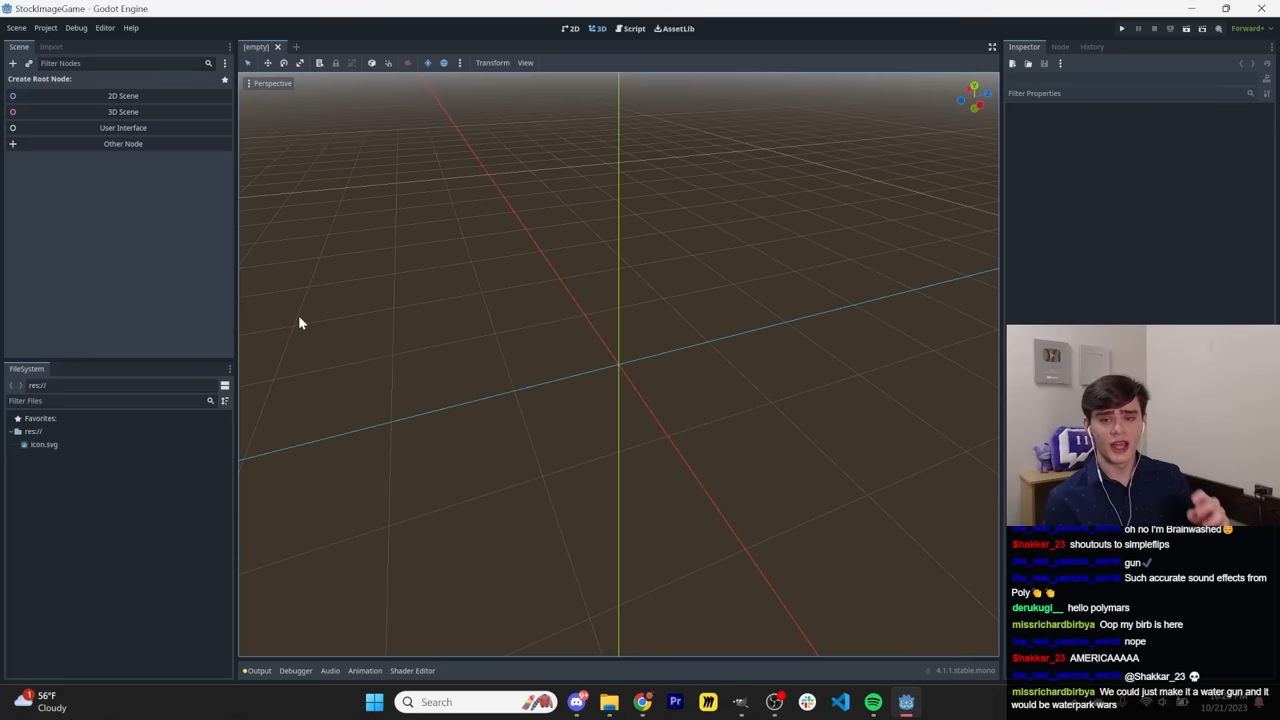 StockImageGame - Godot Engine
Scene Project Debug Editor Help
2D 3D Script AssetLib
Forward+
Scene Import
[empty]
Inspector Node History
Filter Nodes
Transform View
Create Root Node:
Perspective
Y
Z
Filter Properties
2D Scene
3D Scene
User Interface
Other Node
FileSystem
res://
Filter Files
Favorites:
res://
icon.svg
oh no I'm Brainwashed
Shakkar_23 shoutouts to simpleflips
gun
Such accurate sound effects from
Poly
derukugi__ hello polymars
missrichardbirbya Oop my birb is here
nope
Shakkar_23 AMERICAAAAA
@Shakkar_23
missrichardbirbya We could just make it a water gun and it
would be waterpark wars
Output Debugger Audio Animation Shader Editor
4.1.1.stable.mono
1
56°F
Cloudy
Search
10/21/2023